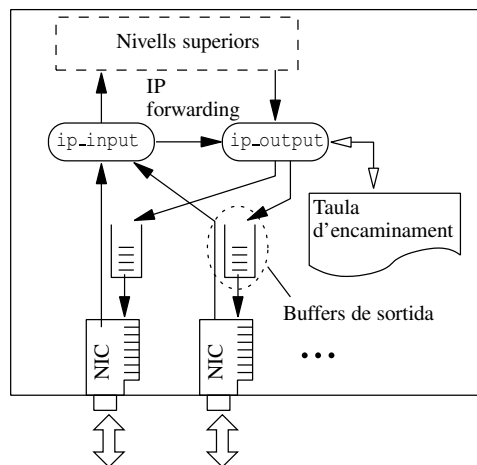 Nivells superiors
IP
forwarding
ip_input
ip_output
Taula
d'encaminament
Buffers de sortida
NIC
NIC